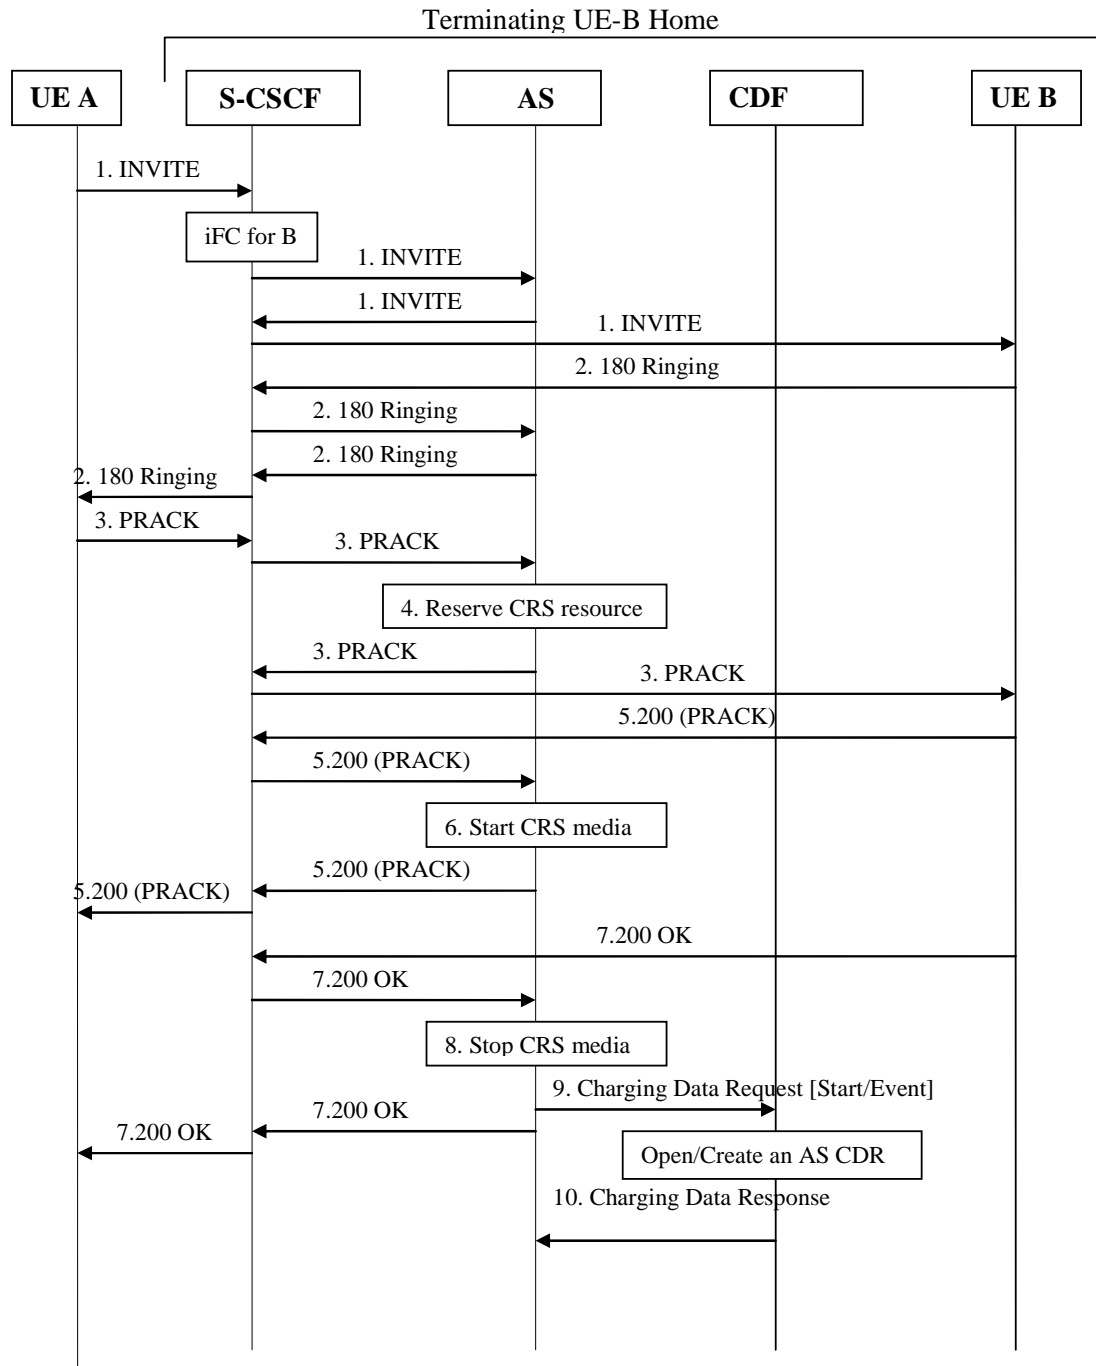 Terminating UE-B Home
UE A
S-CSCF
AS
CDF
UE B
1. INVITE
iFC for B
1. INVITE
1. INVITE
1. INVITE
2. 180 Ringing
2. 180 Ringing
2. 180 Ringing
2. 180 Ringing
3. PRACK
3. PRACK
4. Reserve CRS resource
3. PRACK
3. PRACK
5.200 (PRACK)
5.200 (PRACK)
6. Start CRS media
5.200 (PRACK)
5.200 (PRACK)
7.200 OK
7.200 OK
8. Stop CRS media
9. Charging Data Request [Start/Event]
7.200 OK
7.200 OK
Open/Create an AS CDR
10. Charging Data Response